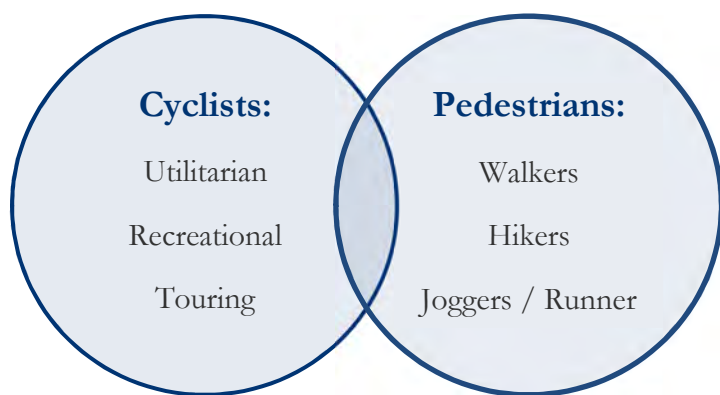 Cyclists:
Utilitarian
Recreational
Touring
Pedestrians:
Walkers
Hikers
Joggers / Runner